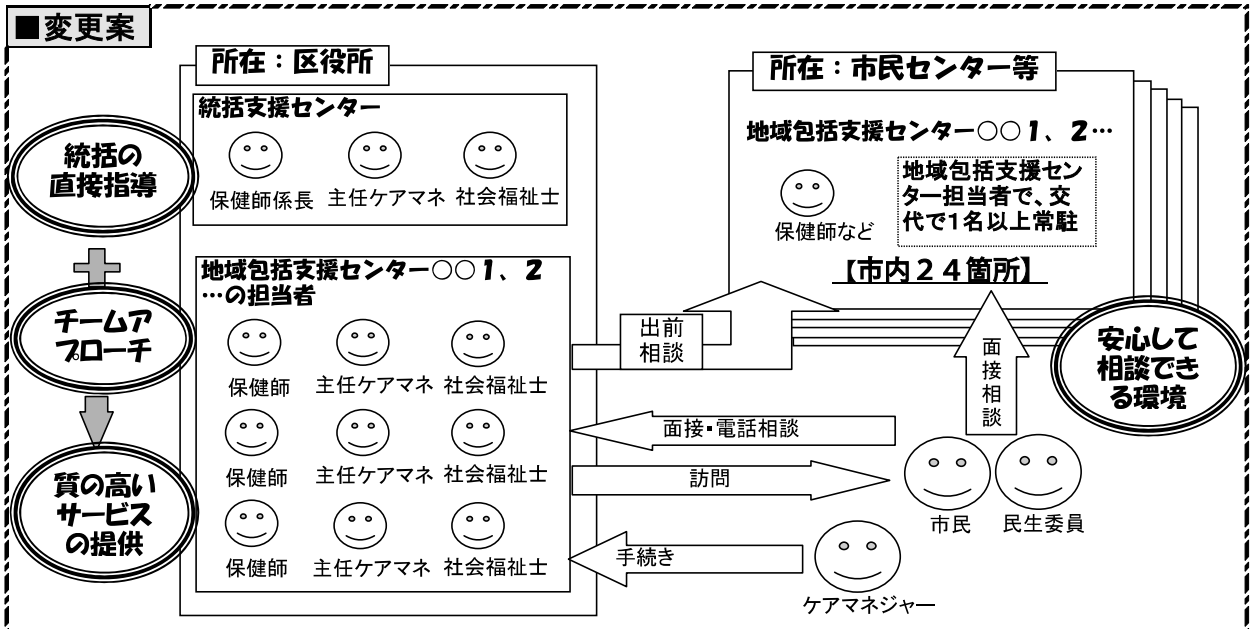 ■変更案
所在：区役所
統括支援センター
保健師係長
主任ケアマネ
社会福祉士
地域包括支援センター○○１、２
…の担当者
保健師
主任ケアマネ
社会福祉士
保健師
主任ケアマネ
社会福祉士
保健師
主任ケアマネ
社会福祉士
統括の
直接指導
チームア
プローチ
質の高い
サービス
の提供
所在：市民センター等
地域包括支援センター○○１、２…
保健師など
地域包括支援セン
ター担当者で、交
代で１名以上常駐
【市内２４箇所】
出前
相談
面接相談
安心して
相談でき
る環境
面接・電話相談
訪問
手続き
市民
民生委員
ケアマネジャー